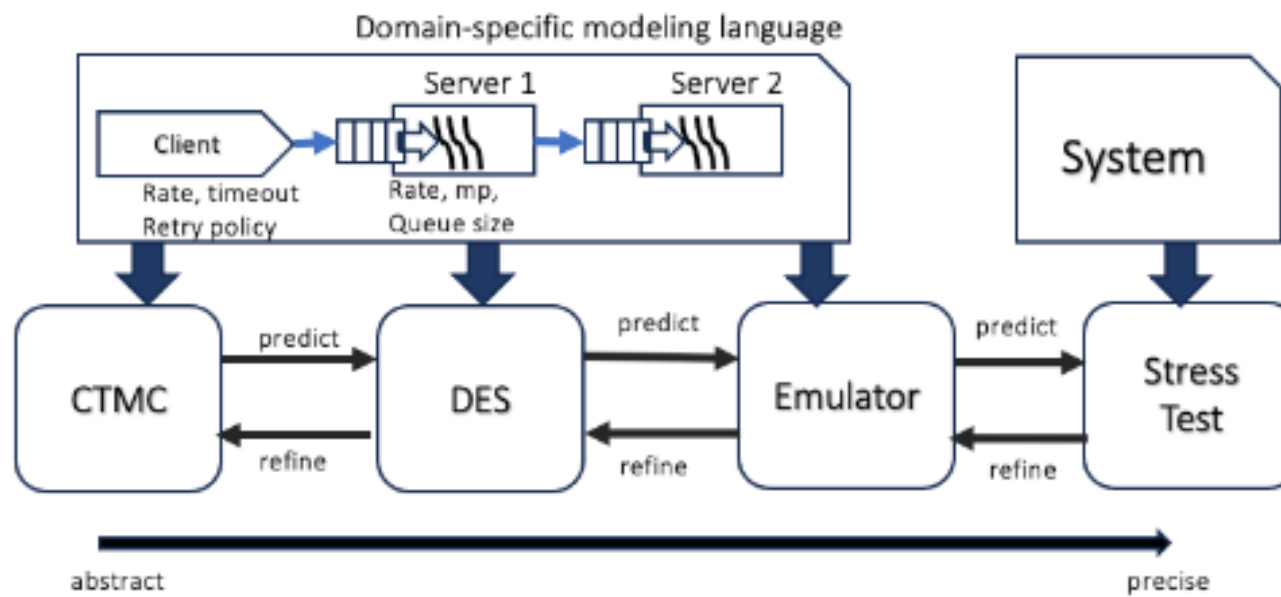 Domain-specific modeling language
Server 1
Server 2
Client
System
Rate, timeout
Retry policy
Rate, mp,
Queue size
predict
predict
predict
CTMC
DES
Emulator
Stress
Test
refine
refine
refine
abstract
precise